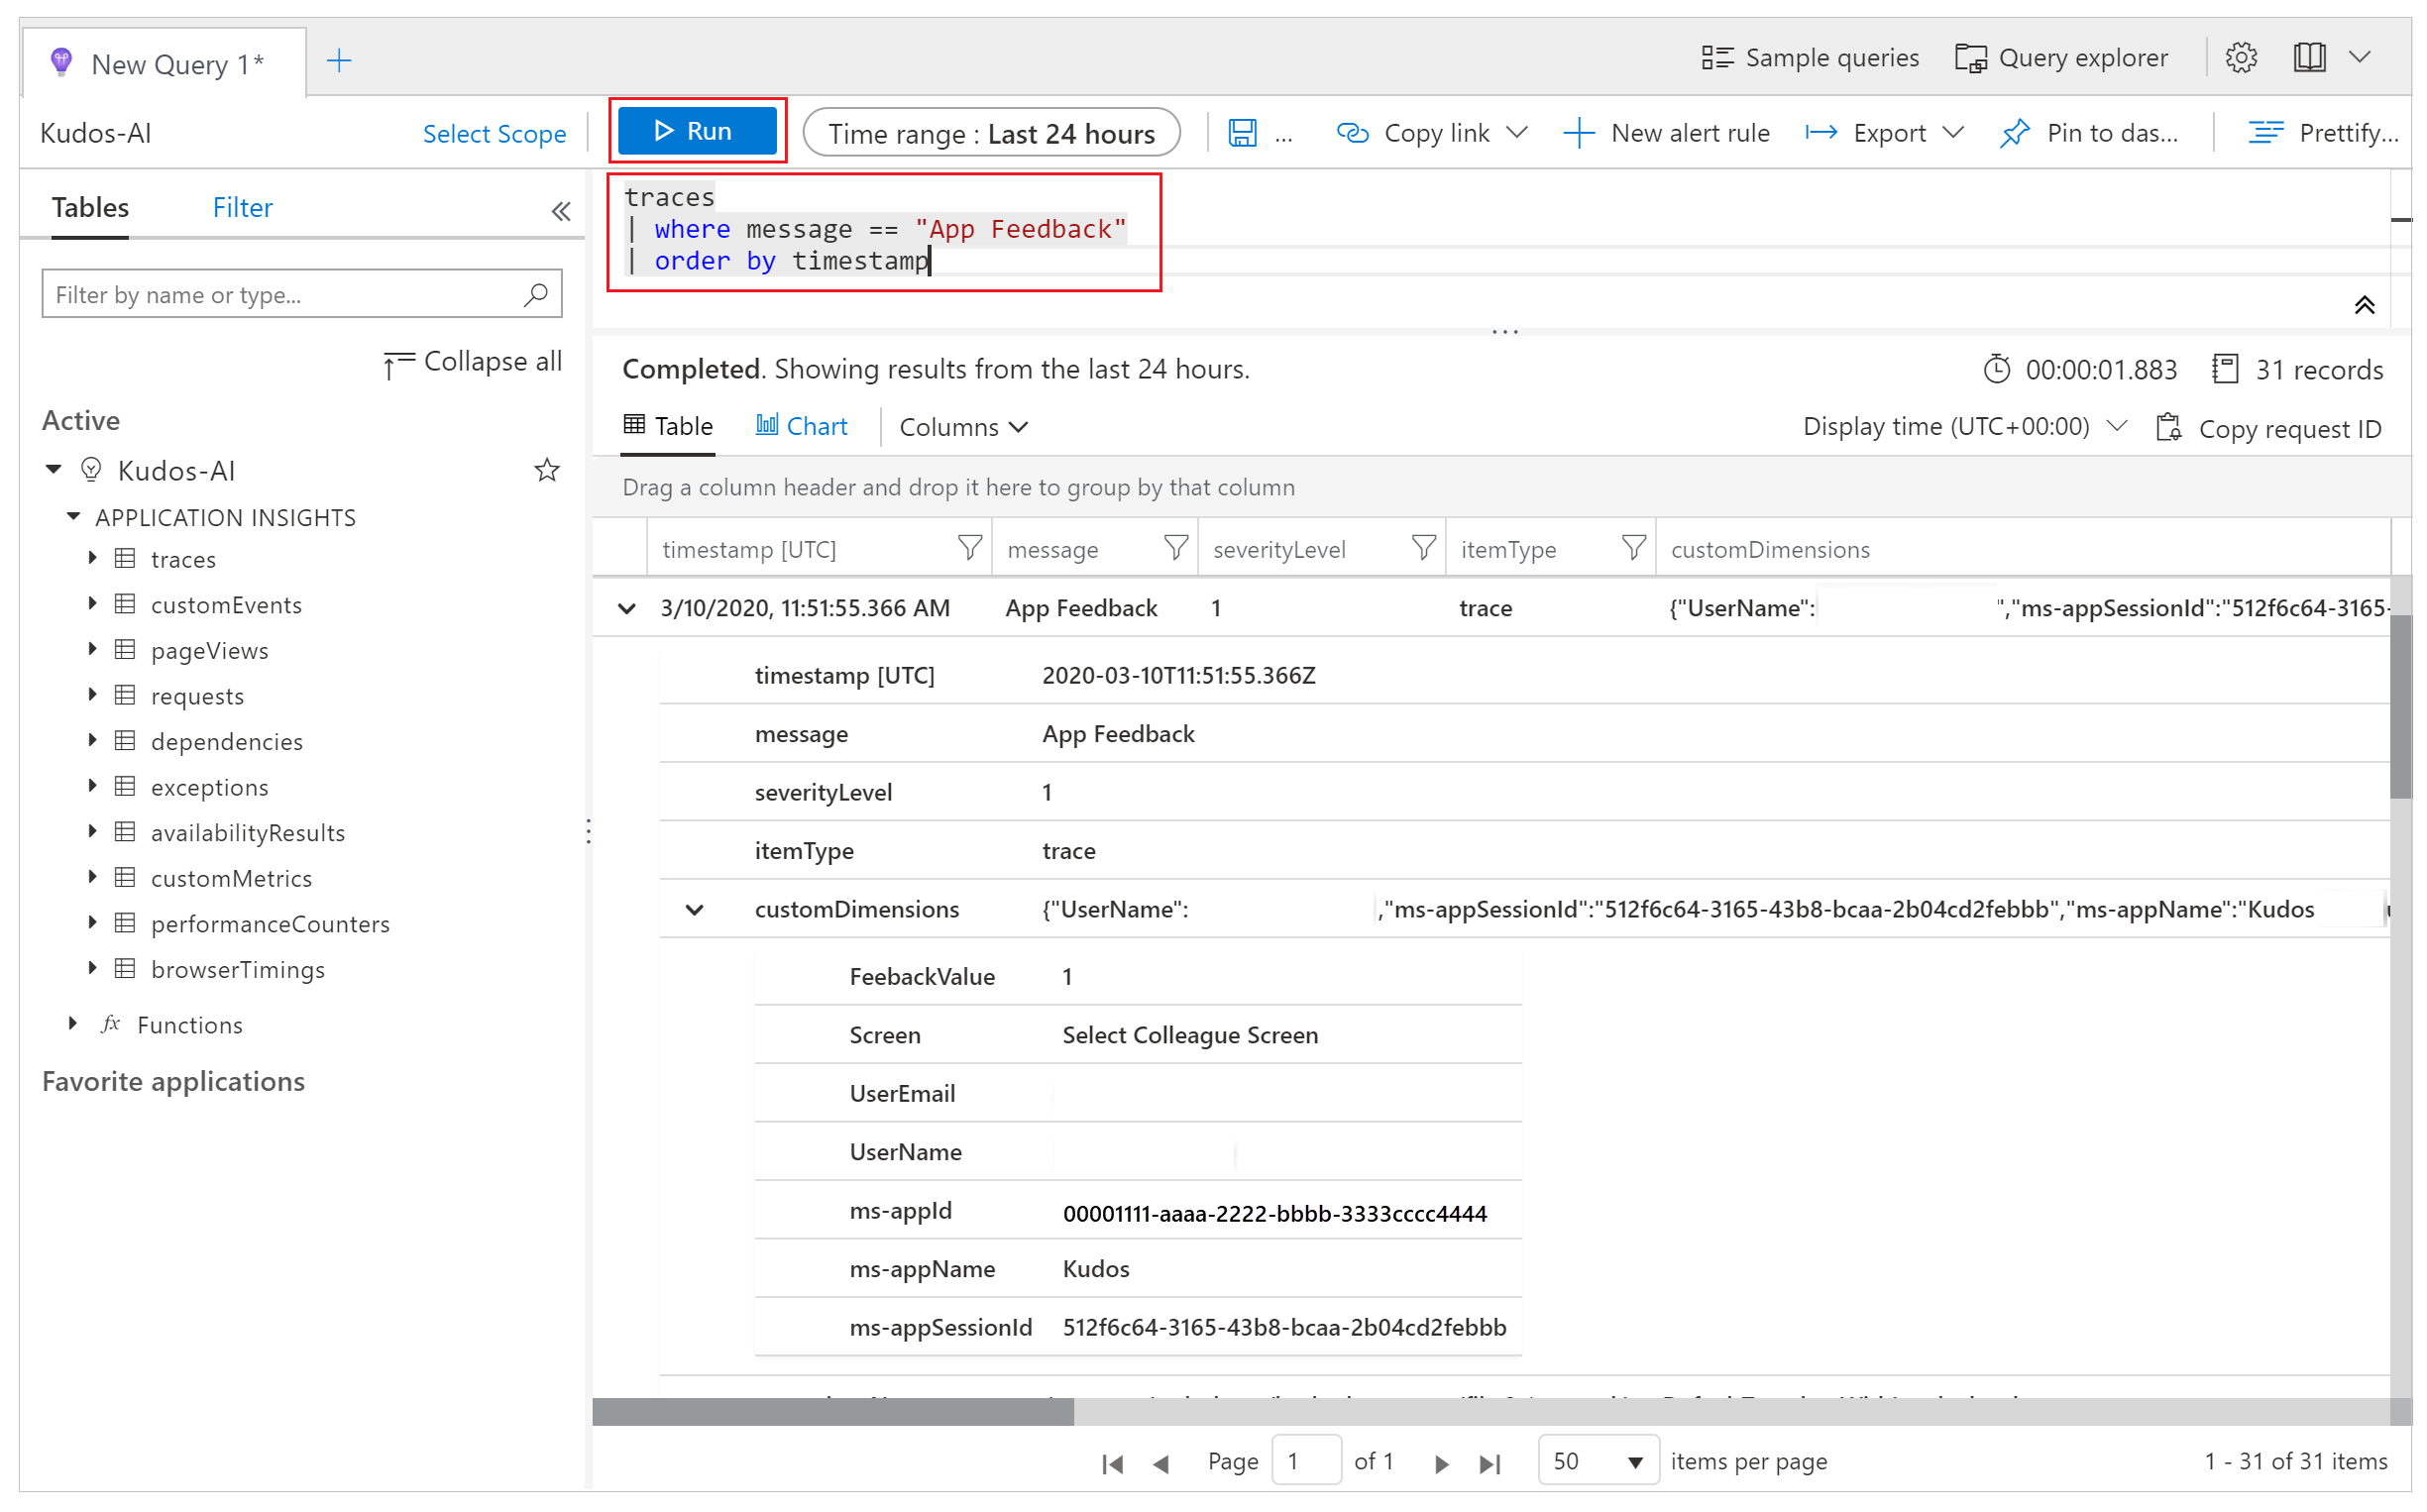 New Query 1*
Sample queries
Query explorer
Kudos-AI
Select Scope
Run
Time range : Last 24 hours
...
Copy link
New alert rule
Export
Pin to das...
Prettify...
Tables
Filter
traces
| where message == "App Feedback"
| order by timestamp
Filter by name or type...
Collapse all
Active
Kudos-AI
APPLICATION INSIGHTS
traces
customEvents
pageViews
requests
dependencies
exceptions
availabilityResults
customMetrics
performanceCounters
browserTimings
fx Functions
Favorite applications
Completed. Showing results from the last 24 hours.
00:00:01.883
31 records
Table
Chart
Columns
Display time (UTC+00:00)
Copy request ID
Drag a column header and drop it here to group by that column
timestamp [UTC] message severityLevel itemType customDimensions
3/10/2020, 11:51:55.366 AM App Feedback 1 trace {"UserName": ","ms-appSessionId":"512f6c64-3165-
timestamp [UTC] 2020-03-10T11:51:55.366Z
message App Feedback
severityLevel 1
itemType trace
customDimensions {"UserName": ,"ms-appSessionId":"512f6c64-3165-43b8-bcaa-2b04cd2febbb","ms-appName":"Kudos
FeebackValue 1
Screen Select Colleague Screen
UserEmail
UserName
ms-appId 00001111-aaaa-2222-bbbb-3333cccc4444
ms-appName Kudos
ms-appSessionId 512f6c64-3165-43b8-bcaa-2b04cd2febbb
Page 1 of 1
50 items per page
1 - 31 of 31 items